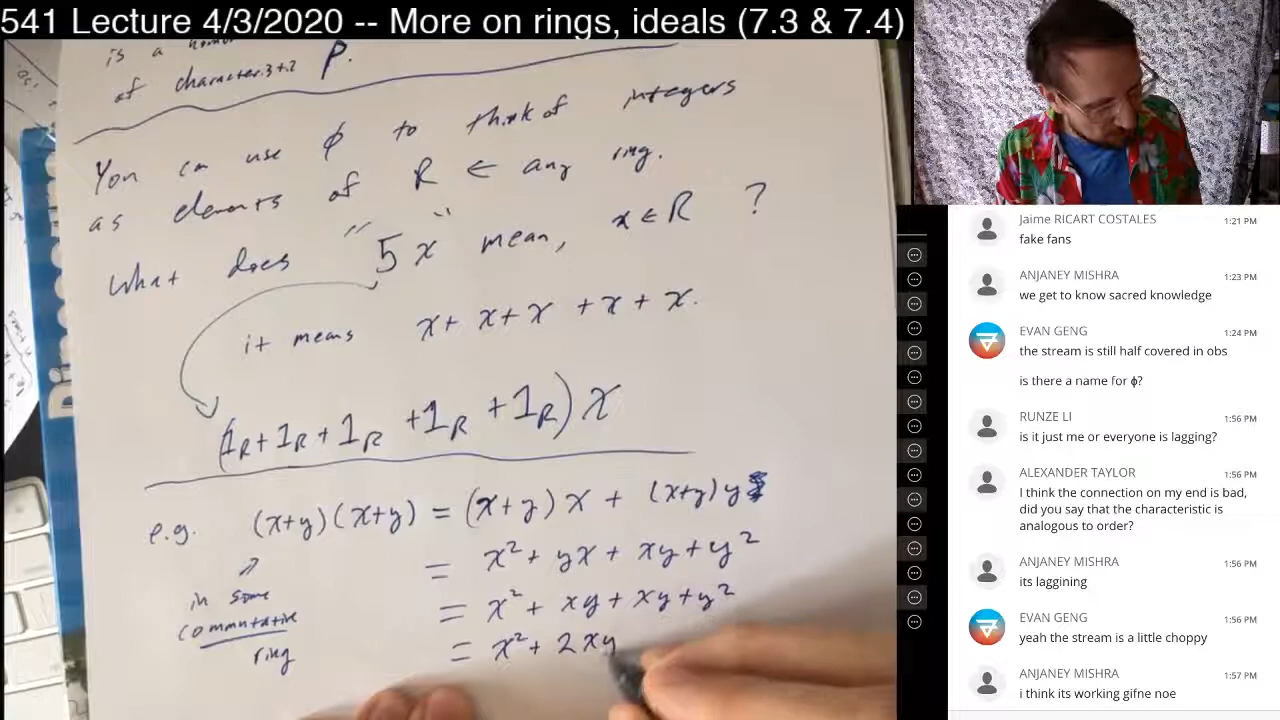 541 Lecture 4/3/2020 -- More on rings, ideals (7.3 & 7.4)
is a
of
p.
You can use ϕ to think of integers
as elements of R ← any ring.
What does "5x" mean, x ∈ R ?
it means x + x + x + x + x.
(1R + 1R + 1R + 1R + 1R) x
e.g. (x+y)(x+y) = (x+y)x + (x+y)y
= x² + yx + xy + y²
in some
commutative
ring
= x² + xy + xy + y²
= x² + 2xy
Jaime RICART COSTALES 1:21 PM
fake fans
ANJANEY MISHRA 1:23 PM
we get to know sacred knowledge
EVAN GENG 1:24 PM
the stream is still half covered in obs
is there a name for ϕ?
RUNZE LI 1:56 PM
is it just me or everyone is lagging?
ALEXANDER TAYLOR 1:56 PM
I think the connection on my end is bad,
did you say that the characteristic is
analogous to order?
ANJANEY MISHRA 1:56 PM
its laggining
EVAN GENG 1:56 PM
yeah the stream is a little choppy
ANJANEY MISHRA 1:57 PM
i think its working gifne noe